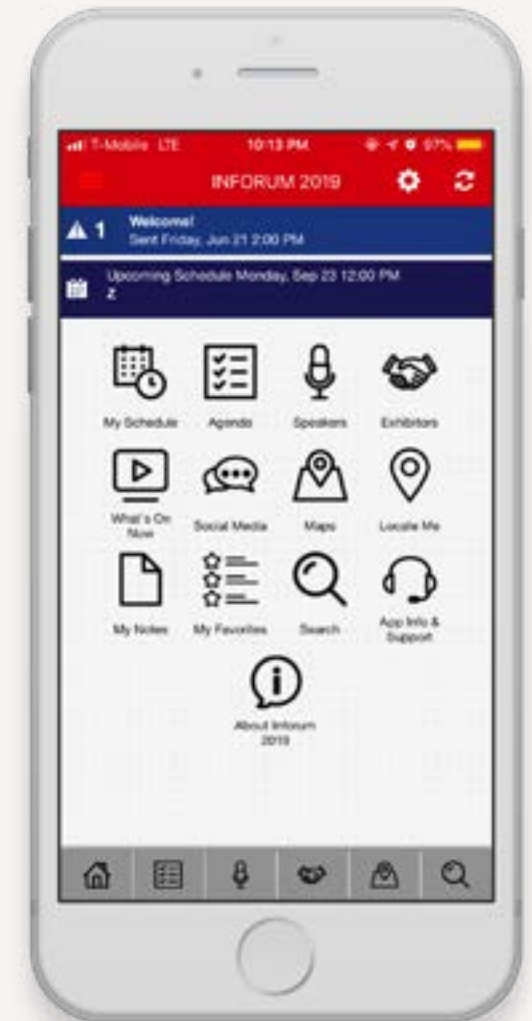 T-Mobile LTE 10:13 PM 97%
INFORUM 2019
1 Welcome!
Sent Friday, Jun 21 2:00 PM
Upcoming Schedule Monday, Sep 23 12:00 PM
Z
My Schedule Agenda Speakers Exhibitors
What's On Now Social Media Maps Locate Me
My Notes My Favorites Search App Info & Support
About Inforum
2019